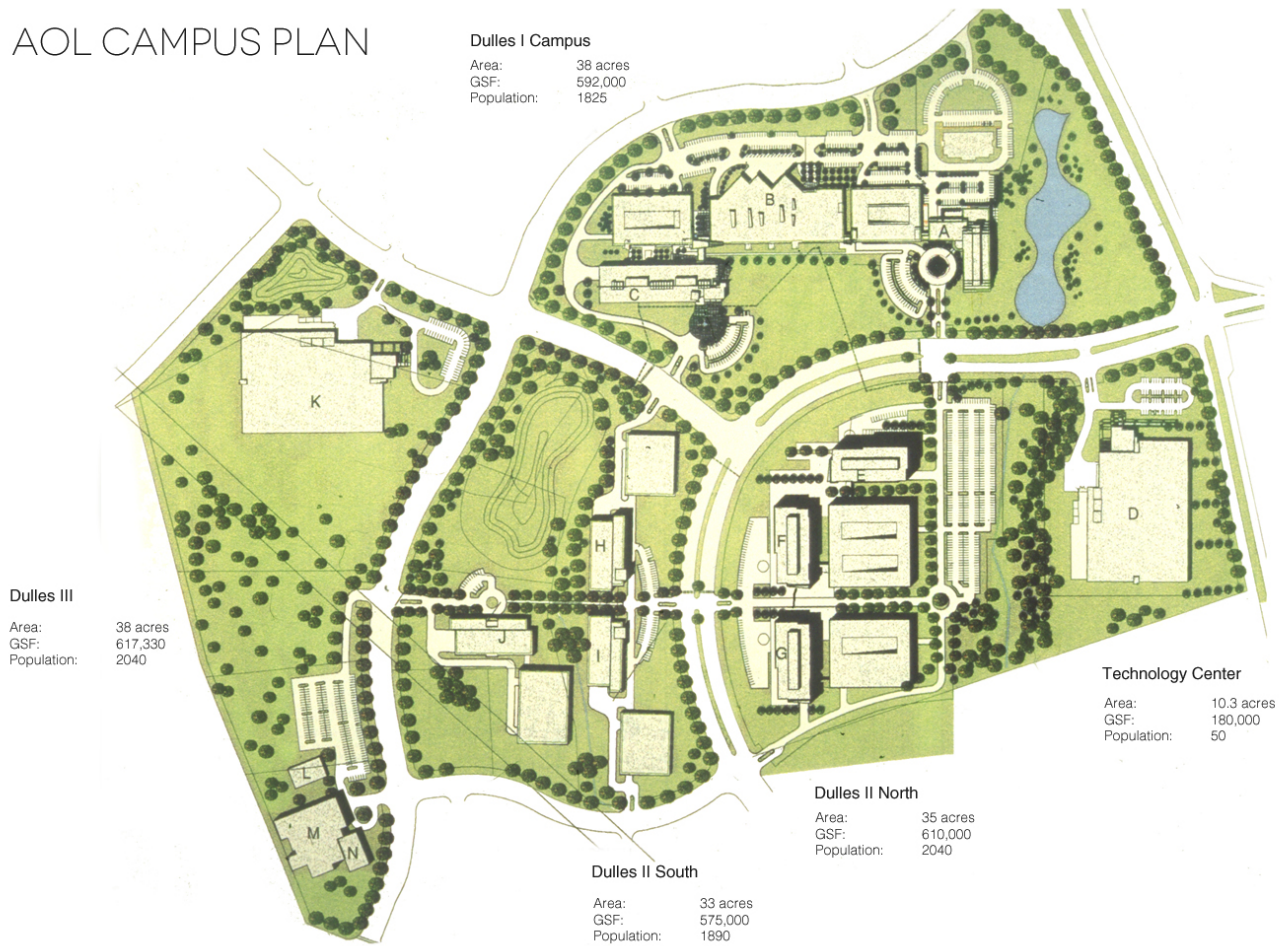 AOL CAMPUS PLAN
Dulles I Campus
Area: 38 acres
GSF: 592,000
Population: 1825
B
A
C
K
E
D
F
H
J
I
G
Dulles III
Area: 38 acres
GSF: 617,330
Population: 2040
Technology Center
Area: 10.3 acres
GSF: 180,000
Population: 50
L
M
N
Dulles II North
Area: 35 acres
GSF: 610,000
Population: 2040
Dulles II South
Area: 33 acres
GSF: 575,000
Population: 1890